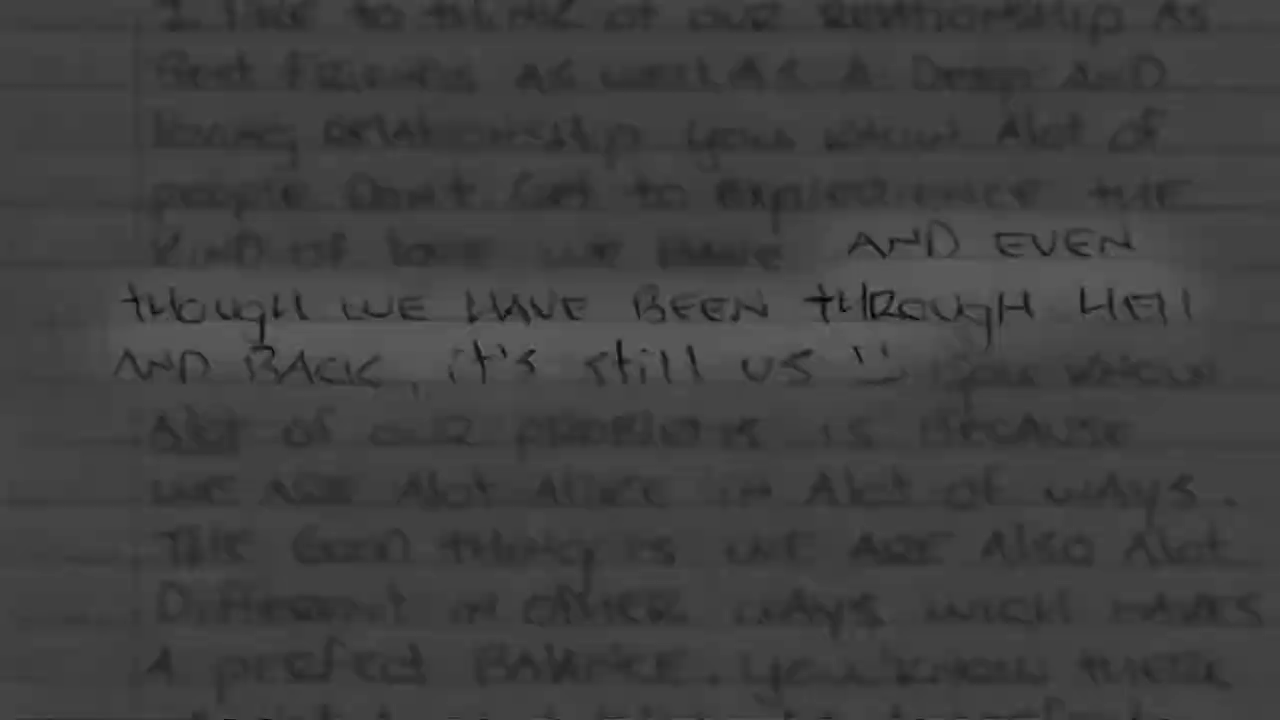 I like to think of our RElAtionship As
Best FRiENDS AS well AS A DEEp AND
loving RElAtionship you know Alot of
people Don't Get to ExpIERIENCE tHE
KIND of love WE HAVE AND EVEN
tHougH WE HAVE BEEN tHRougH HEll
AND BACK, it's still us
you know
Alot of ouR pRoBlEms is BECAUSE
WE ARE Alot AlikE in Alot of wAys.
THE GooD tHing is WE ARE Also Alot
DiffERENt in otHER wAys wicH mAkEs
A pERfEct BAlANCE. you know tHERE